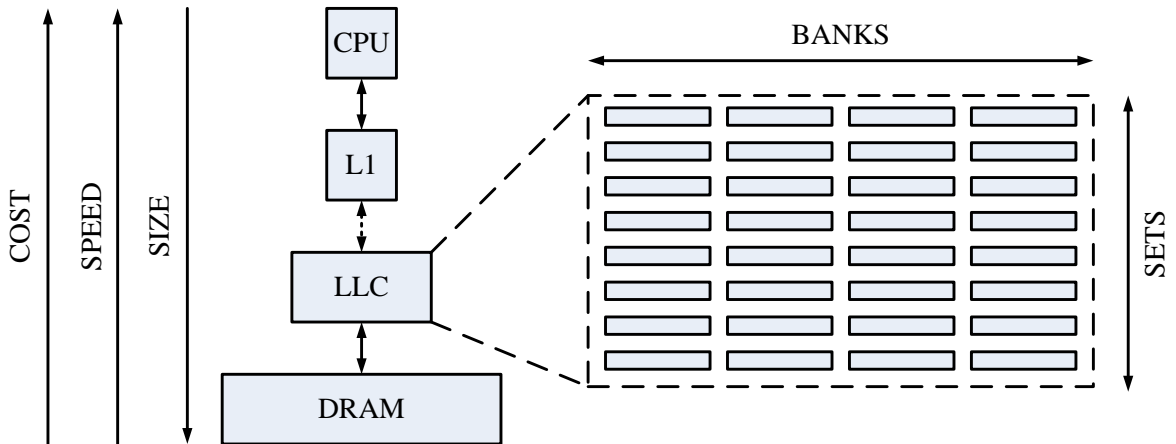 COST
SPEED
SIZE
CPU
L1
LLC
DRAM
BANKS
SETS